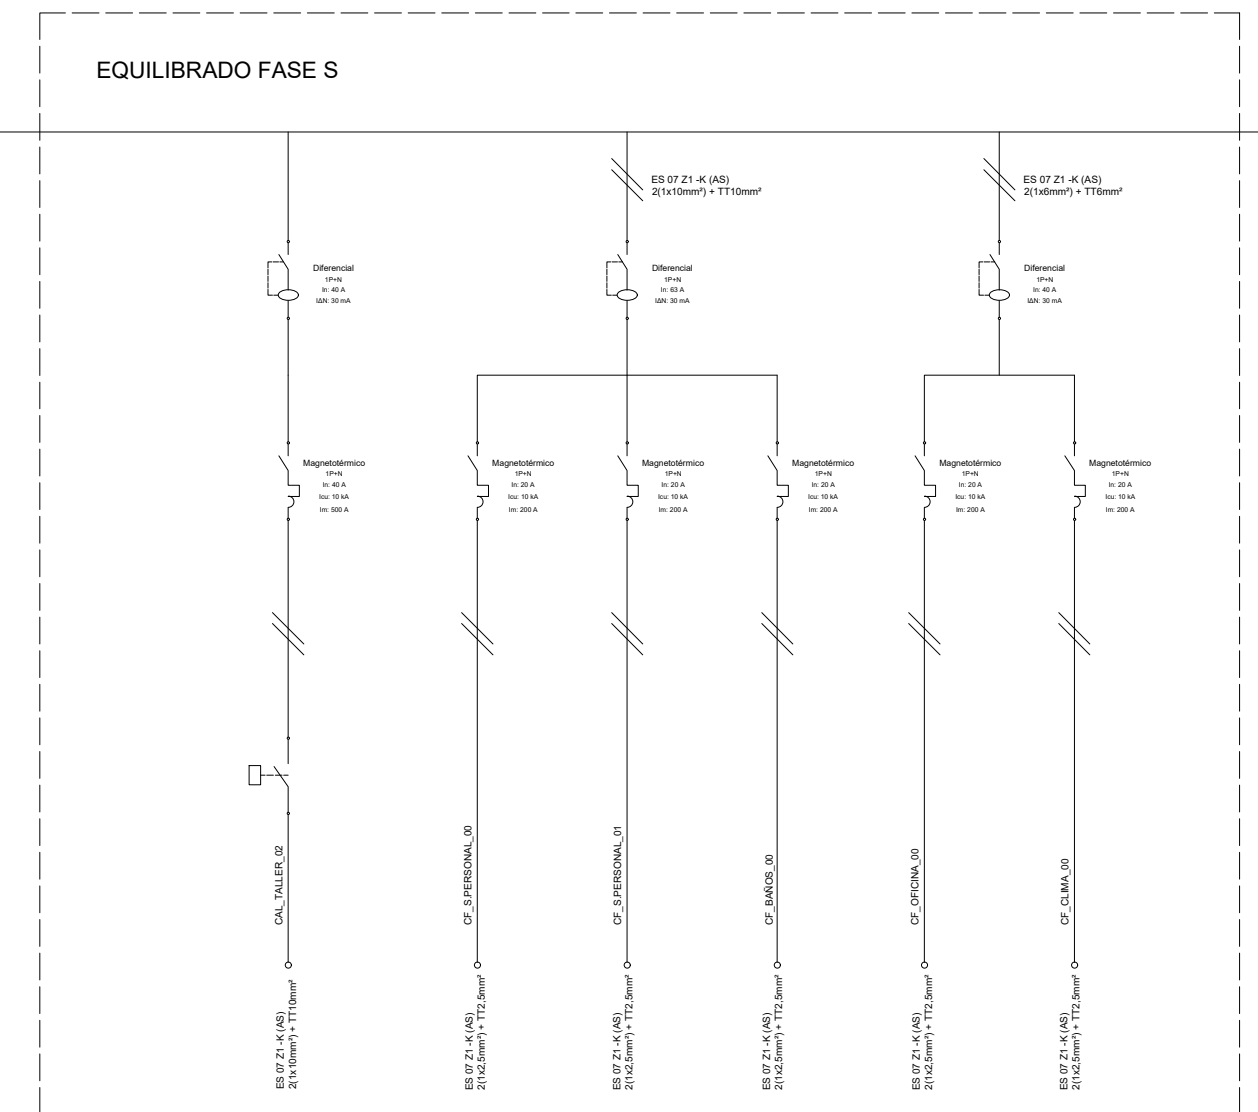 EQUILIBRADO FASE S
ES 07 Z1 -K (AS)
2(1x10mm²) + TT10mm²
ES 07 Z1 -K (AS)
2(1x6mm²) + TT6mm²
Diferencial
1P+N
In: 40 A
IΔN: 30 mA
Diferencial
1P+N
In: 63 A
IΔN: 30 mA
Diferencial
1P+N
In: 40 A
IΔN: 30 mA
Magnetotérmico
1P+N
In: 40 A
Icu: 10 kA
Im: 500 A
Magnetotérmico
1P+N
In: 20 A
Icu: 10 kA
Im: 200 A
Magnetotérmico
1P+N
In: 20 A
Icu: 10 kA
Im: 200 A
Magnetotérmico
1P+N
In: 20 A
Icu: 10 kA
Im: 200 A
Magnetotérmico
1P+N
In: 20 A
Icu: 10 kA
Im: 200 A
Magnetotérmico
1P+N
In: 20 A
Icu: 10 kA
Im: 200 A
CAL_TALLER_02
CF_S.PERSONAL_00
CF_S.PERSONAL_01
CF_BAÑOS_00
CF_OFICINA_00
CF_CLIMA_00
ES 07 Z1 -K (AS)
2(1x10mm²) + TT10mm²
ES 07 Z1 -K (AS)
2(1x2,5mm²) + TT2,5mm²
ES 07 Z1 -K (AS)
2(1x2,5mm²) + TT2,5mm²
ES 07 Z1 -K (AS)
2(1x2,5mm²) + TT2,5mm²
ES 07 Z1 -K (AS)
2(1x2,5mm²) + TT2,5mm²
ES 07 Z1 -K (AS)
2(1x2,5mm²) + TT2,5mm²